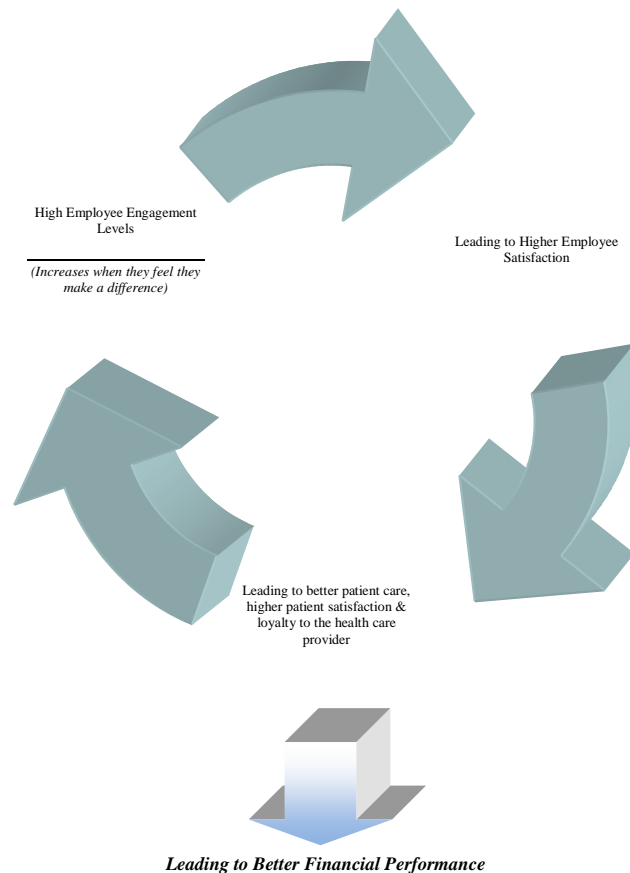 High Employee Engagement
Levels
(Increases when they feel they
make a difference)
Leading to Higher Employee
Satisfaction
Leading to better patient care,
higher patient satisfaction &
loyalty to the health care
provider
Leading to Better Financial Performance